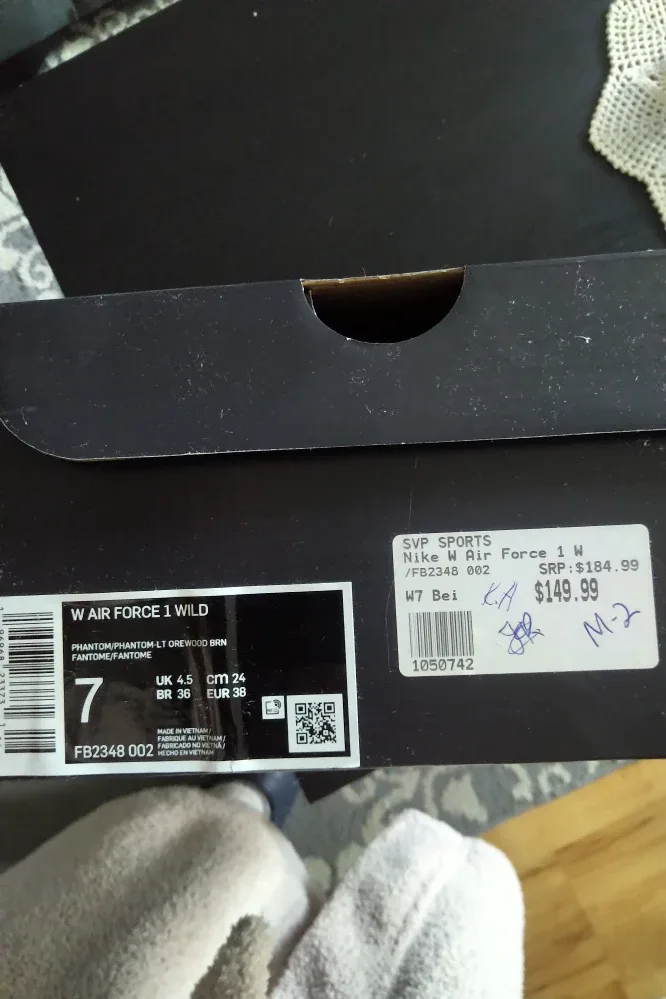 SVP SPORTS
Nike W Air Force 1 W
/FB2348 002 SRP:$184.99
W7 Bei K.A $149.99
M-2
1050742
W AIR FORCE 1 WILD
PHANTOM/PHANTOM-LT OREWOOD BRN
FANTOME/FANTOME
7
UK 4.5 cm 24
BR 36 EUR 38
MADE IN VIETNAM/
FABRIQUE AU VIETNAM/
FABRICADO NO VIETNÃ/
HECHO EN VIETNAM
FB2348 002